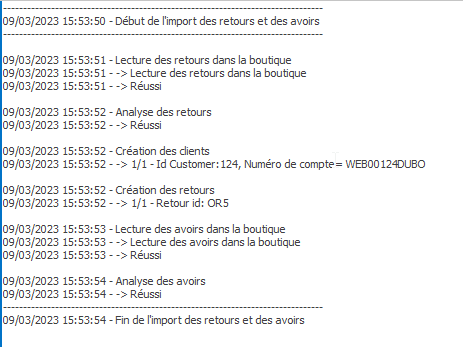 --------------------------------------------------------------------------------
09/03/2023 15:53:50 - Début de l'import des retours et des avoirs
--------------------------------------------------------------------------------
09/03/2023 15:53:51 - Lecture des retours dans la boutique
09/03/2023 15:53:51 - --> Lecture des retours dans la boutique
09/03/2023 15:53:51 - --> Réussi
09/03/2023 15:53:52 - Analyse des retours
09/03/2023 15:53:52 - --> Réussi
09/03/2023 15:53:52 - Création des clients
09/03/2023 15:53:52 - --> 1/1 - Id Customer:124, Numéro de compte= WEB00124DUBO
09/03/2023 15:53:52 - Création des retours
09/03/2023 15:53:52 - --> 1/1 - Retour id: OR5
09/03/2023 15:53:53 - Lecture des avoirs dans la boutique
09/03/2023 15:53:53 - --> Lecture des avoirs dans la boutique
09/03/2023 15:53:53 - --> Réussi
09/03/2023 15:53:54 - Analyse des avoirs
09/03/2023 15:53:54 - --> Réussi
--------------------------------------------------------------------------------
09/03/2023 15:53:54 - Fin de l'import des retours et des avoirs